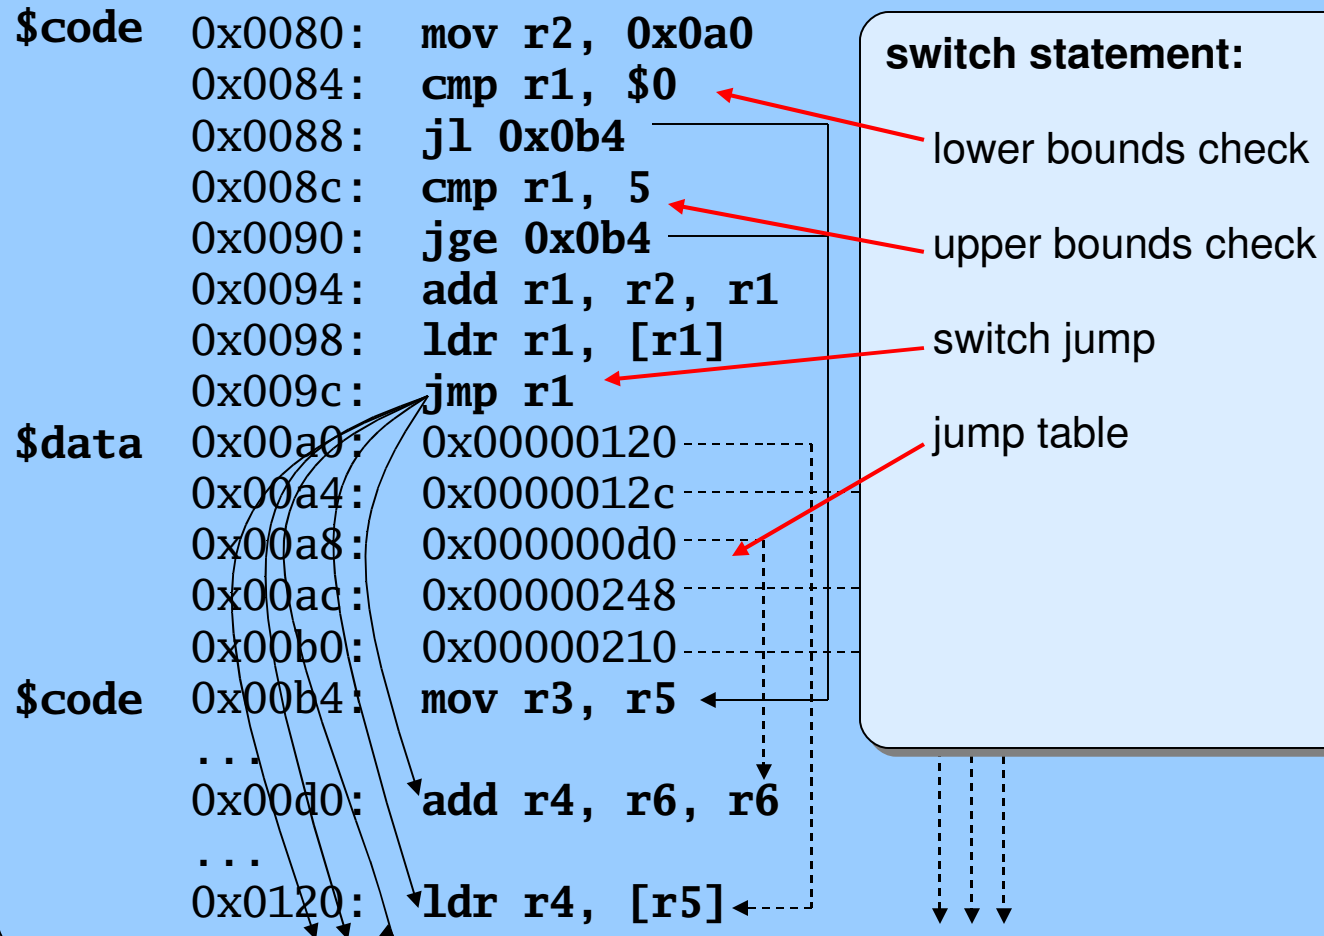 $code 0x0080: mov r2, 0x0a0
0x0084: cmp r1, $0
0x0088: jl 0x0b4
0x008c: cmp r1, 5
0x0090: jge 0x0b4
0x0094: add r1, r2, r1
0x0098: ldr r1, [r1]
0x009c: jmp r1
$data 0x00a0: 0x00000120
0x00a4: 0x0000012c
0x00a8: 0x000000d0
0x00ac: 0x00000248
0x00b0: 0x00000210
$code 0x00b4: mov r3, r5
...
0x00d0: add r4, r6, r6
...
0x0120: ldr r4, [r5]
switch statement:
lower bounds check
upper bounds check
switch jump
jump table